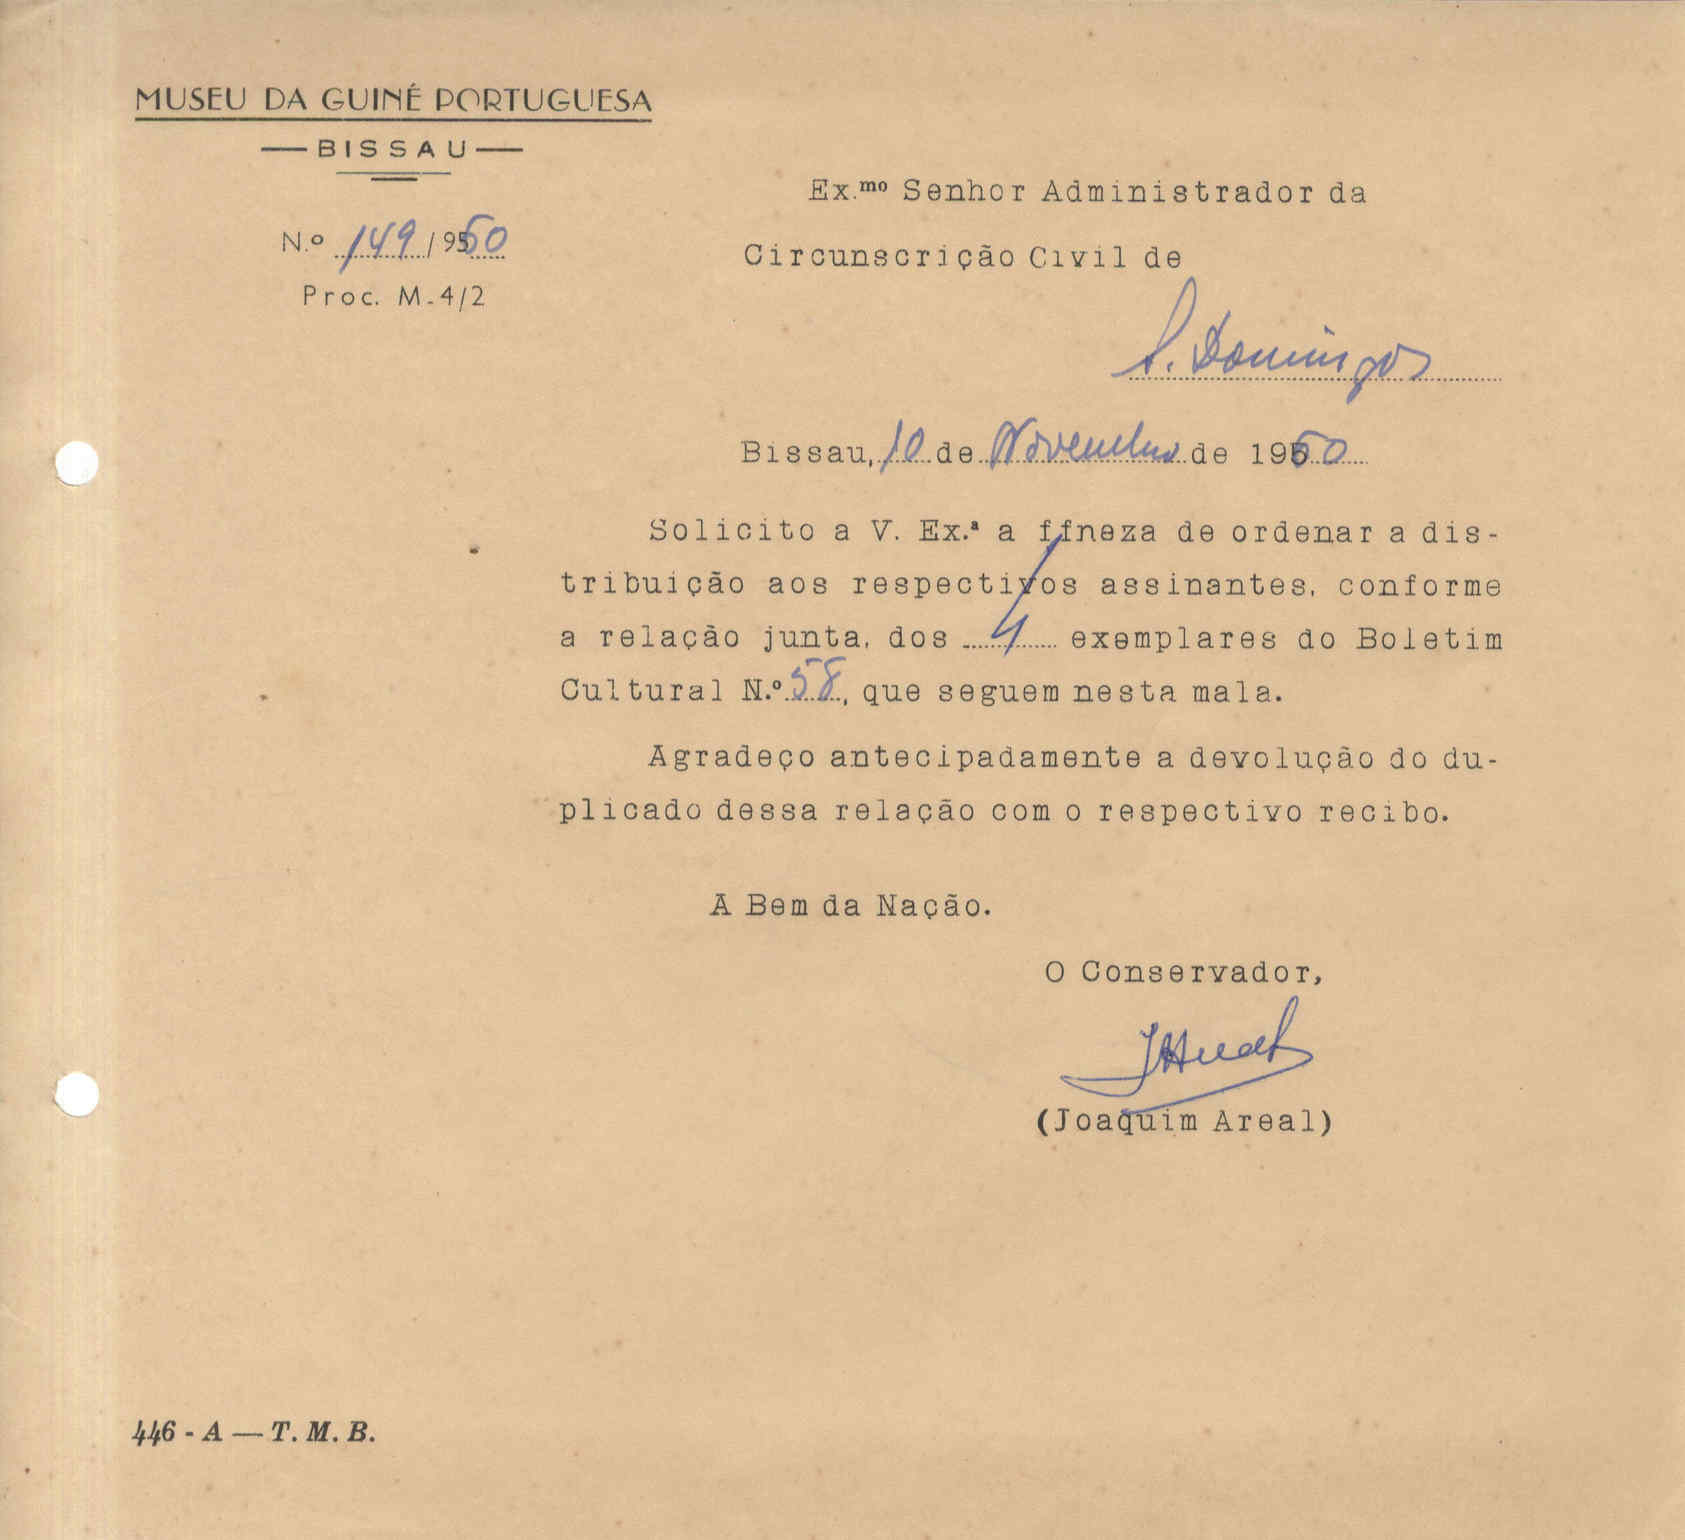 MUSEU DA GUINÉ PORTUGUESA
— BISSAU —
N.º 149/960
Proc. M-4/2
Ex.mo Senhor Administrador da
Circunscrição Civil de
S. Domingos
Bissau, 10 de Novembro de 1960
Solicito a V. Ex.ª a ffneza de ordenar a dis-
tribuição aos respectivos assinantes, conforme
a relação junta, dos 4 exemplares do Boletim
Cultural N.º 58, que seguem nesta mala.
Agradeço antecipadamente a devolução do du-
plicado dessa relação com o respectivo recibo.
A Bem da Nação.
O Conservador,
(Joaquim Areal)
446 - A — T. M. B.